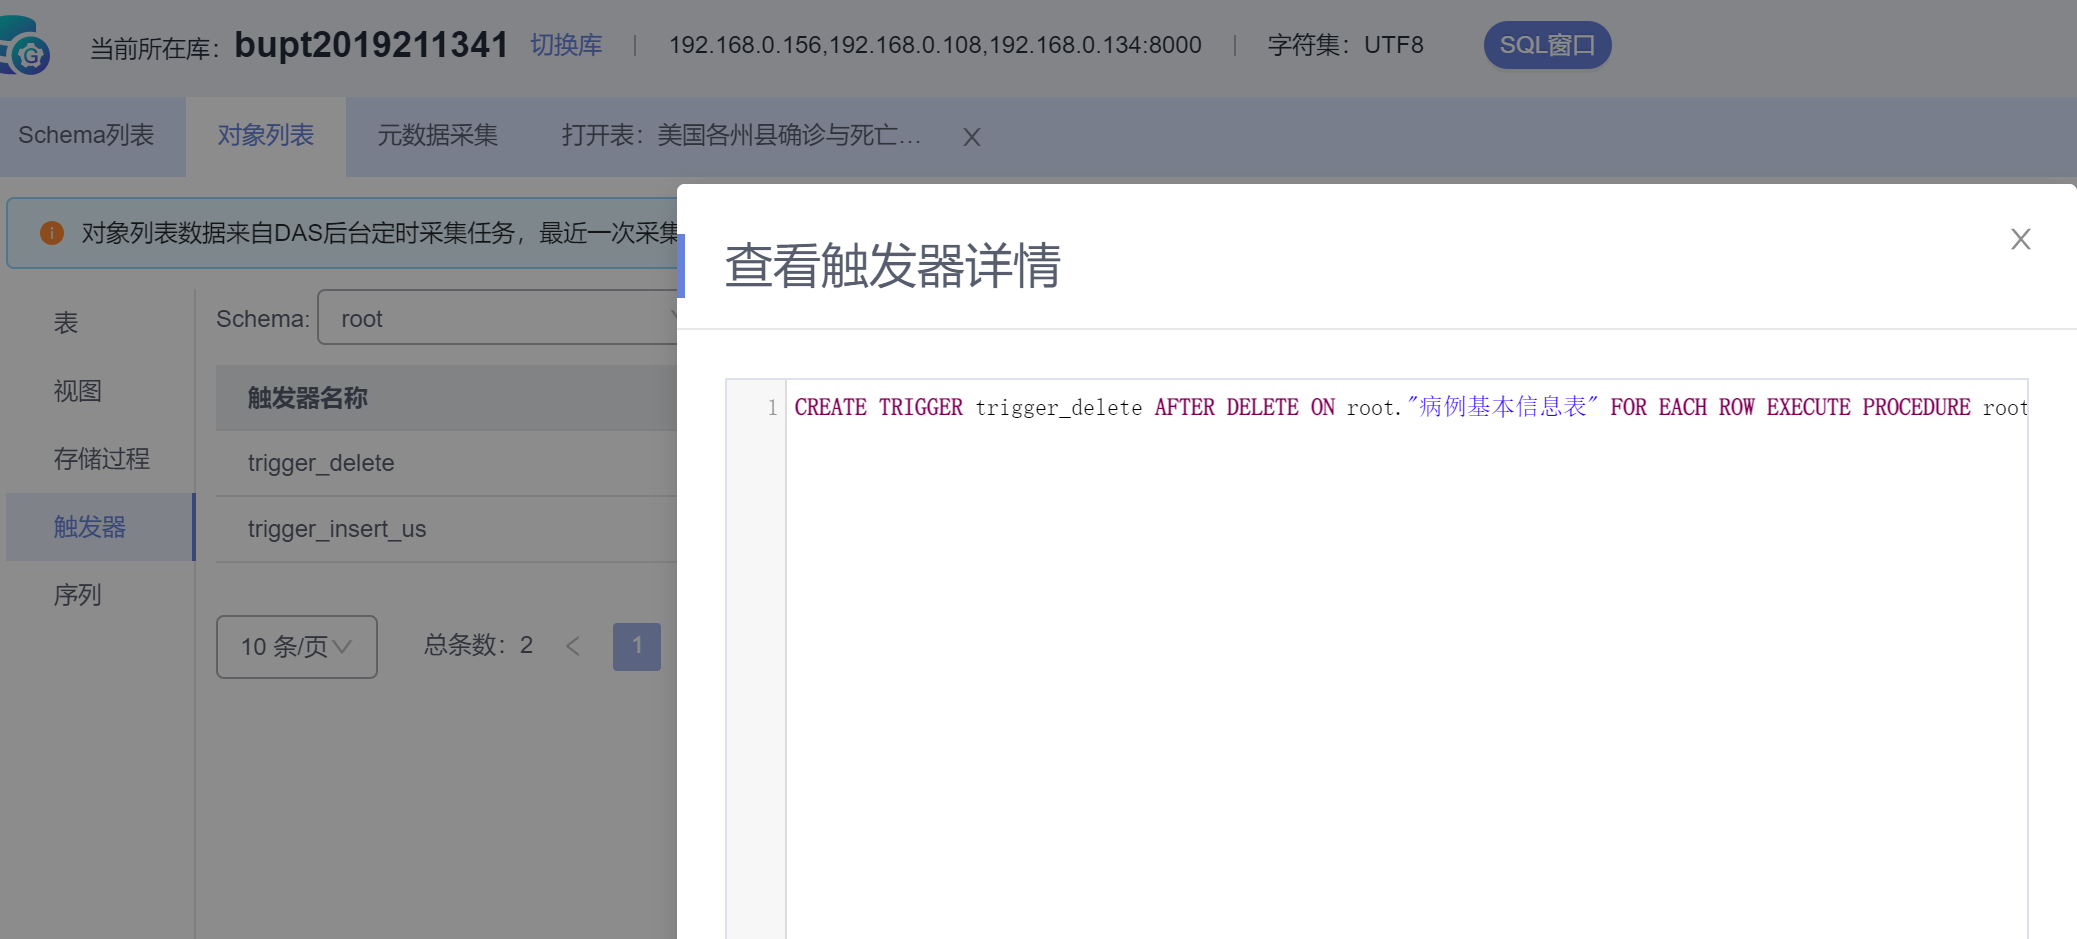 当前所在库：bupt2019211341 切换库 | 192.168.0.156,192.168.0.108,192.168.0.134:8000 | 字符集：UTF8 SQL窗口
Schema列表 对象列表 元数据采集 打开表：美国各州县确诊与死亡... X
对象列表数据来自DAS后台定时采集任务，最近一次采集
查看触发器详情
表
视图
存储过程
触发器
序列
Schema: root
触发器名称
trigger_delete
trigger_insert_us
10 条/页 总条数：2 < 1
1 CREATE TRIGGER trigger_delete AFTER DELETE ON root."病例基本信息表" FOR EACH ROW EXECUTE PROCEDURE root